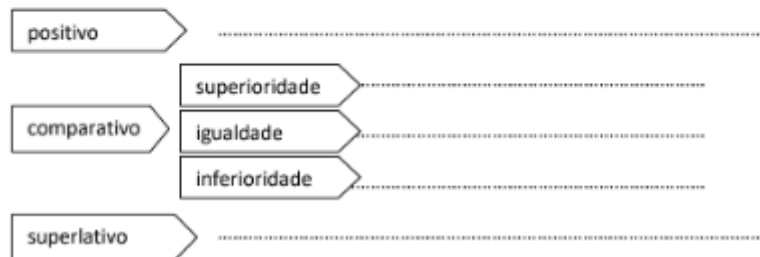 positivo
superioridade
comparativo
igualdade
inferioridade
superlativo